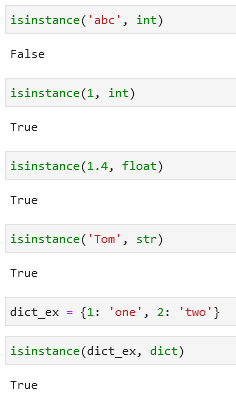 isinstance('abc', int)
False
isinstance(1, int)
True
isinstance(1.4, float)
True
isinstance('Tom', str)
True
dict_ex = {1: 'one', 2: 'two'}
isinstance(dict_ex, dict)
True